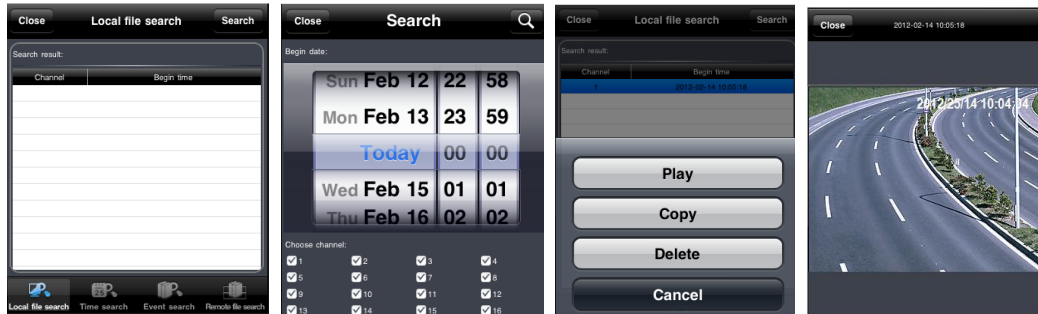 Close Local file search Search
Search result:
Channel Begin time
Local file search Time search Event search Remote file search
Close Search
Begin date:
Sun Feb 12 22 58
Mon Feb 13 23 59
Today 00 00
Wed Feb 15 01 01
Thu Feb 16 02 02
Choose channel:
1 2 3 4
5 6 7 8
9 10 11 12
13 14 15 16
Close Local file search Search
Search result:
Channel Begin time
1 2012-02-14 10:05:18
Play
Copy
Delete
Cancel
Close 2012-02-14 10:05:18
2012/25/14 10:04:04